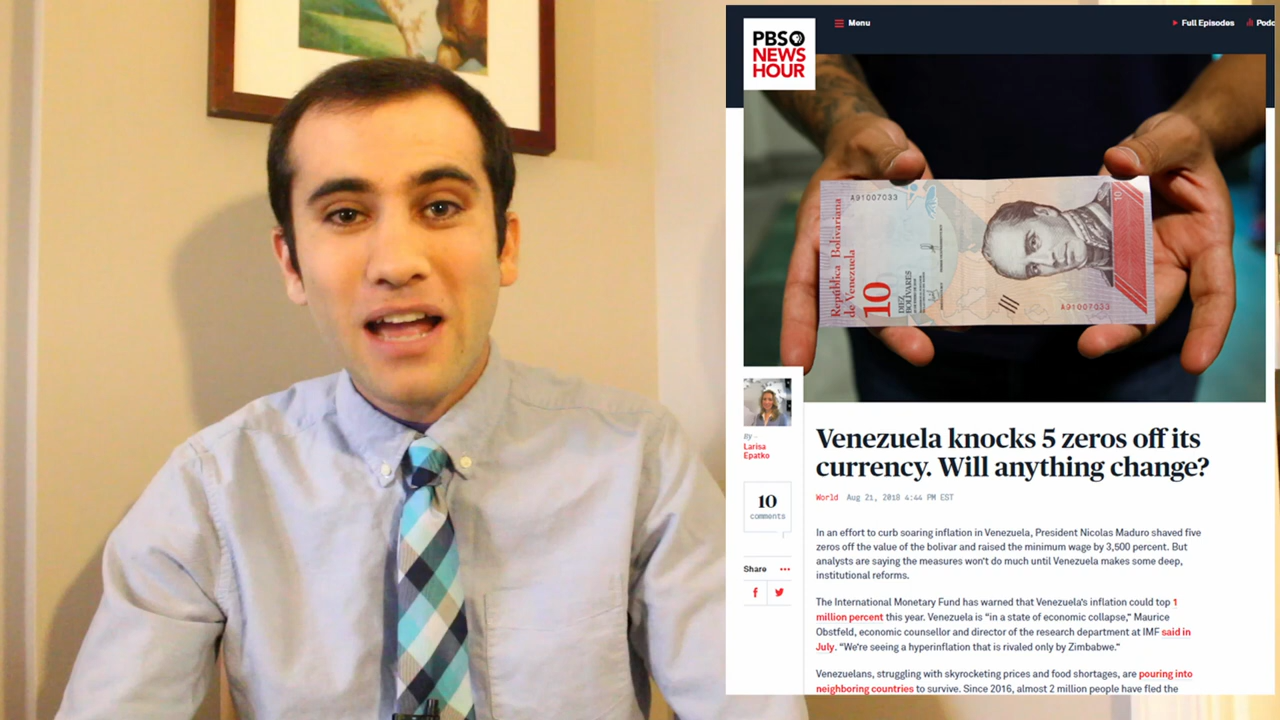 PBS
NEWS
HOUR
Menu
Full Episodes
A91007033
República Bolivariana
de Venezuela
10
DIEZ
BOLÍVARES
10
A91007033
By -
Larisa
Epatko
10
comments
Share
Venezuela knocks 5 zeros off its
currency. Will anything change?
World Aug 21, 2018 4:44 PM EST
In an effort to curb soaring inflation in Venezuela, President Nicolas Maduro shaved five
zeros off the value of the bolivar and raised the minimum wage by 3,500 percent. But
analysts are saying the measures won't do much until Venezuela makes some deep,
institutional reforms.
The International Monetary Fund has warned that Venezuela's inflation could top 1
million percent this year. Venezuela is "in a state of economic collapse," Maurice
Obstfeld, economic counsellor and director of the research department at IMF said in
July. "We're seeing a hyperinflation that is rivaled only by Zimbabwe."
Venezuelans, struggling with skyrocketing prices and food shortages, are pouring into
neighboring countries to survive. Since 2016, almost 2 million people have fled the